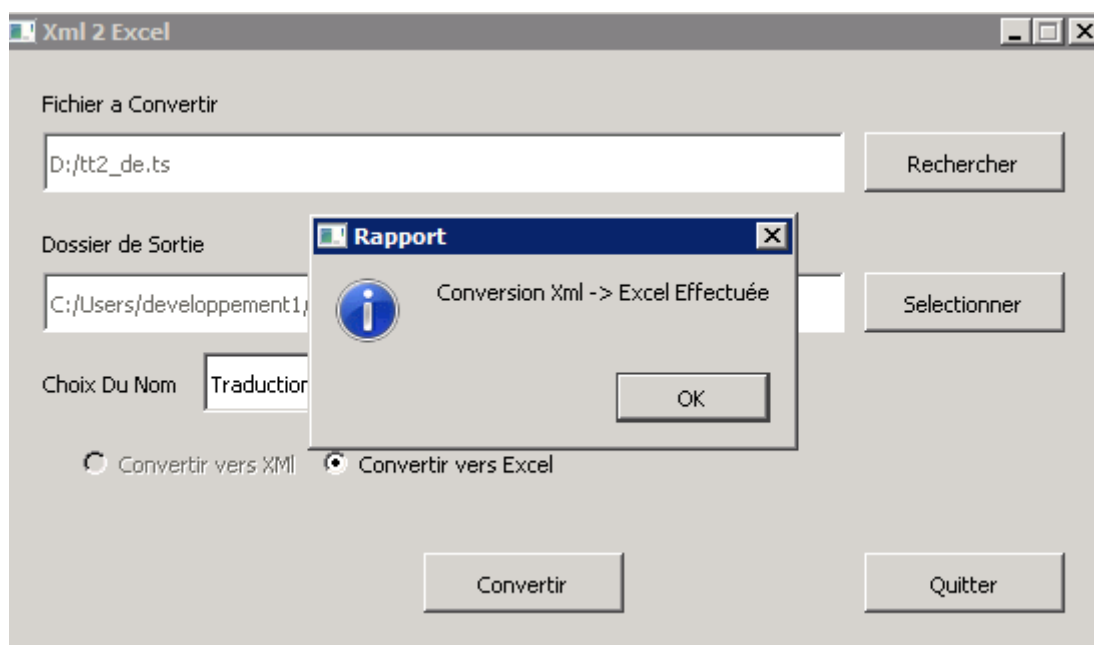 Xml 2 Excel
Fichier a Convertir
D:/tt2_de.ts
Rechercher
Dossier de Sortie
C:/Users/developpement1/
Selectionner
Rapport
Conversion Xml -> Excel Effectuée
OK
Choix Du Nom
Traduction
Convertir vers XMl
Convertir vers Excel
Convertir
Quitter